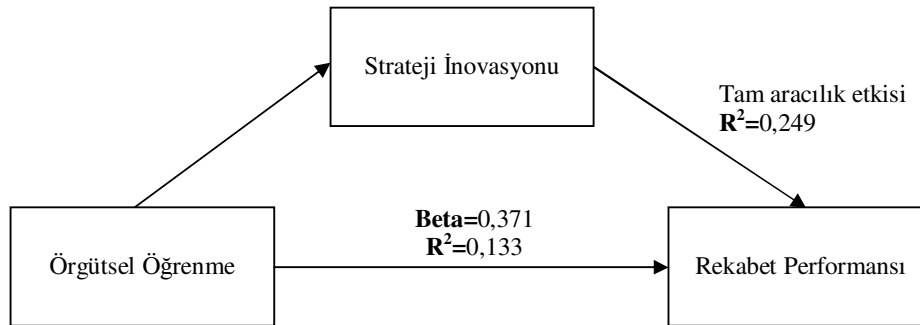 Strateji İnovasyonu
Tam aracılık etkisi
R²=0,249
Örgütsel Öğrenme
Beta=0,371
R²=0,133
Rekabet Performansı